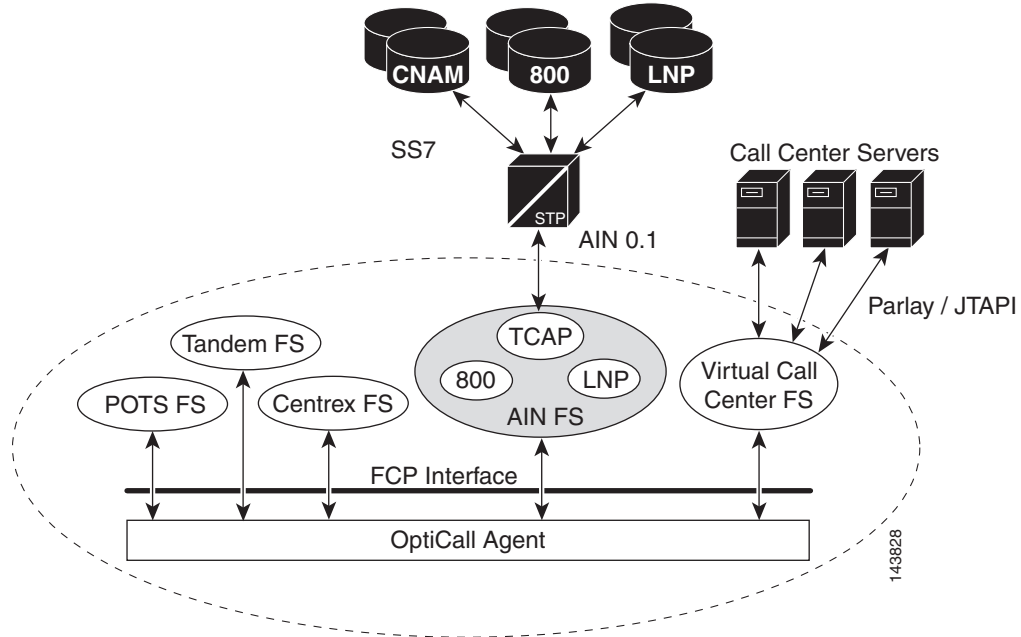 CNAM
800
LNP
SS7
STP
AIN 0.1
Call Center Servers
Parlay / JTAPI
Tandem FS
POTS FS
Centrex FS
TCAP
800
LNP
AIN FS
Virtual Call
Center FS
FCP Interface
OptiCall Agent
143828